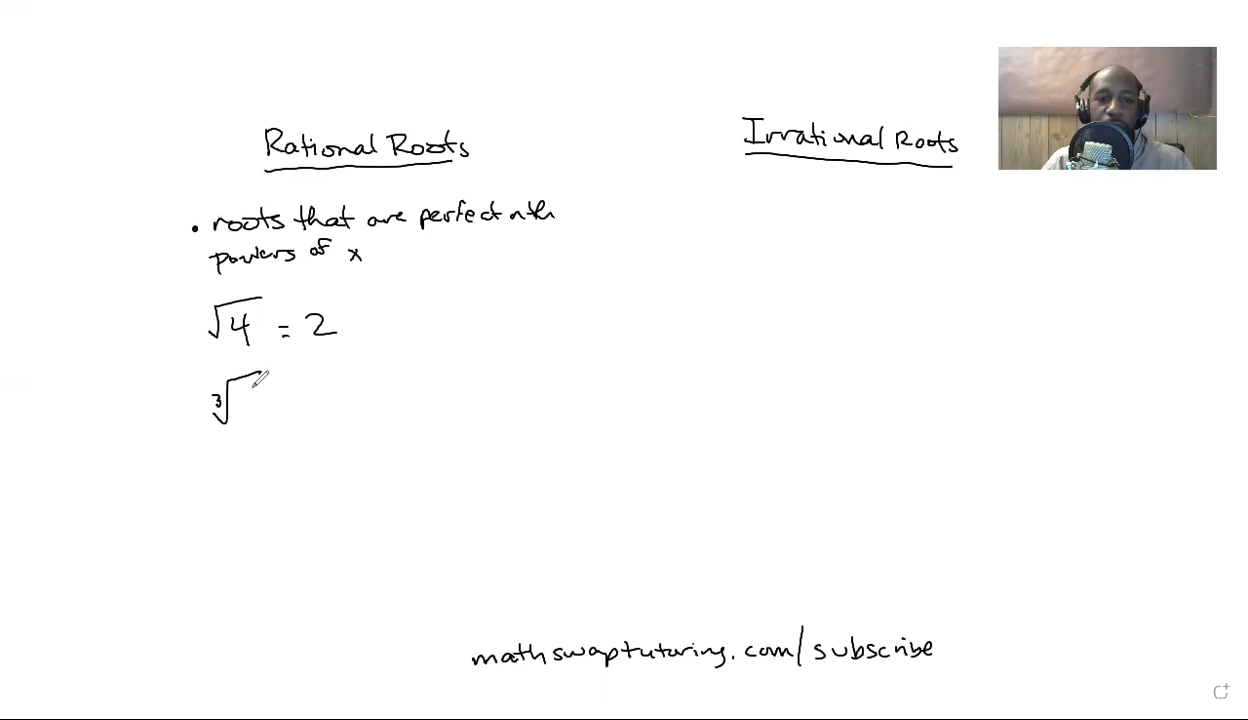 Rational Roots
Irrational Roots
• roots that are perfect nth
powers of x
√4 = 2
³√
mathswaptutoring.com/subscribe